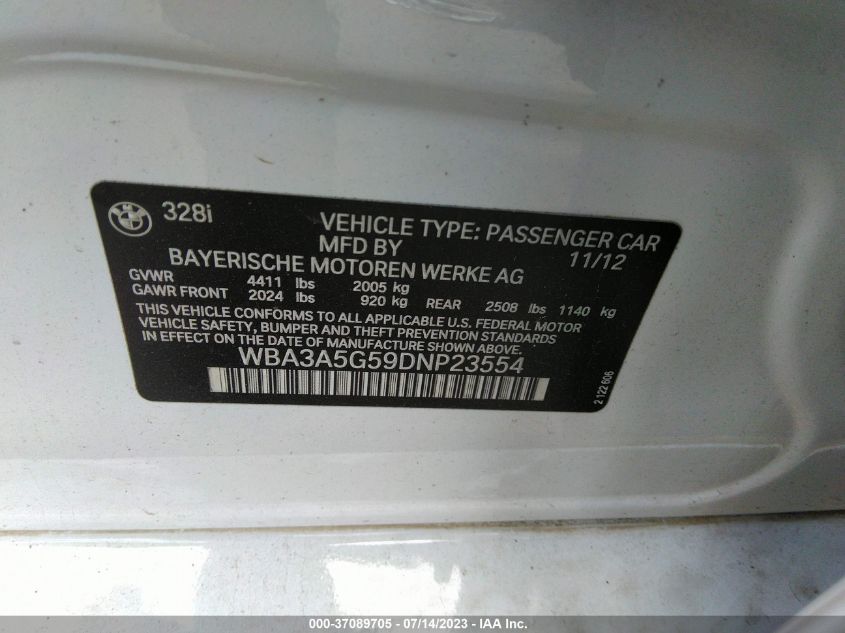 BMW
328i
VEHICLE TYPE: PASSENGER CAR
MFD BY 11/12
BAYERISCHE MOTOREN WERKE AG
GVWR 4411 lbs 2005 kg
GAWR FRONT 2024 lbs 920 kg REAR 2508 lbs 1140 kg
THIS VEHICLE CONFORMS TO ALL APPLICABLE U.S. FEDERAL MOTOR
VEHICLE SAFETY, BUMPER AND THEFT PREVENTION STANDARDS
IN EFFECT ON THE DATE OF MANUFACTURE SHOWN ABOVE.
WBA3A5G59DNP23554
2122606
000-37089705 - 07/14/2023 - IAA Inc.